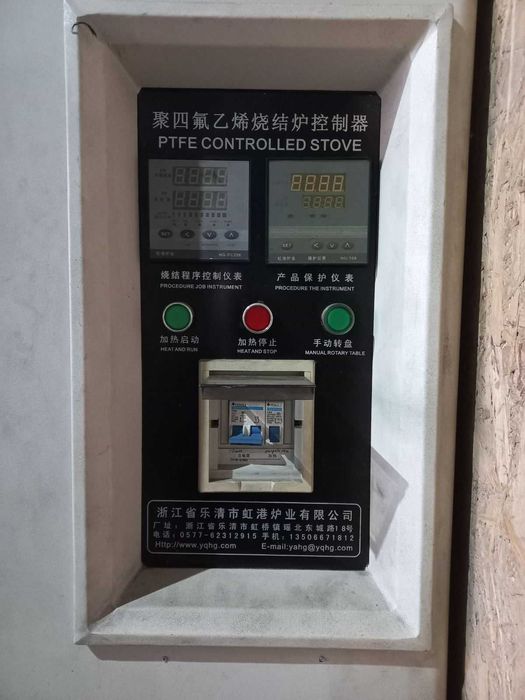 聚四氟乙烯烧结炉控制器
PTFE CONTROLLED STOVE
SET
SET
烧结程序控制仪表
PROCEDURE JOB INSTRUMENT
产品保护仪表
PROCEDURE THE INSTRUMENT
加热启动
HEAT AND RUN
加热停止
HEAT AND STOP
手动转盘
MANUAL ROTARY TABLE
浙江省乐清市虹港炉业有限公司
厂址:浙江省乐清市虹桥镇瑶北东城路18号
电话:0577-62312915 手机:13506671812
Http://www.yqhg.com E-mail:yahg@yqhg.com